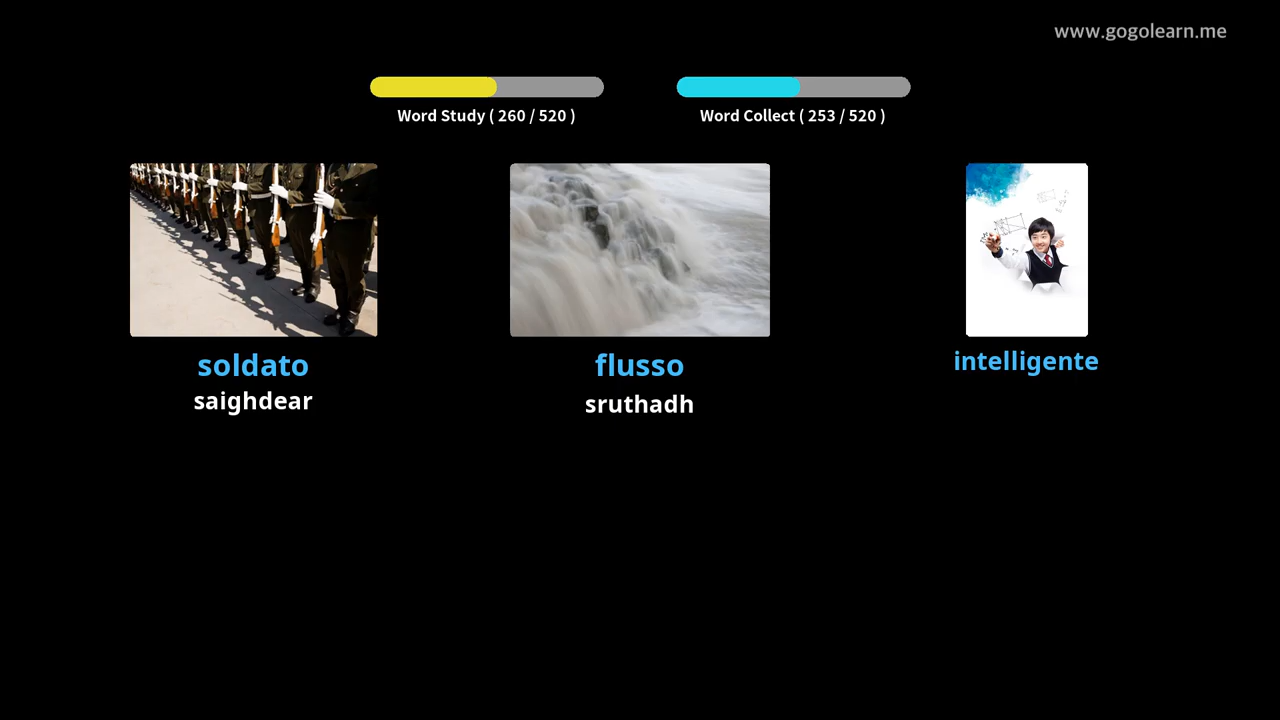 www.gogolearn.me
Word Study ( 260 / 520 )
Word Collect ( 253 / 520 )
soldato
saighdear
flusso
sruthadh
intelligente